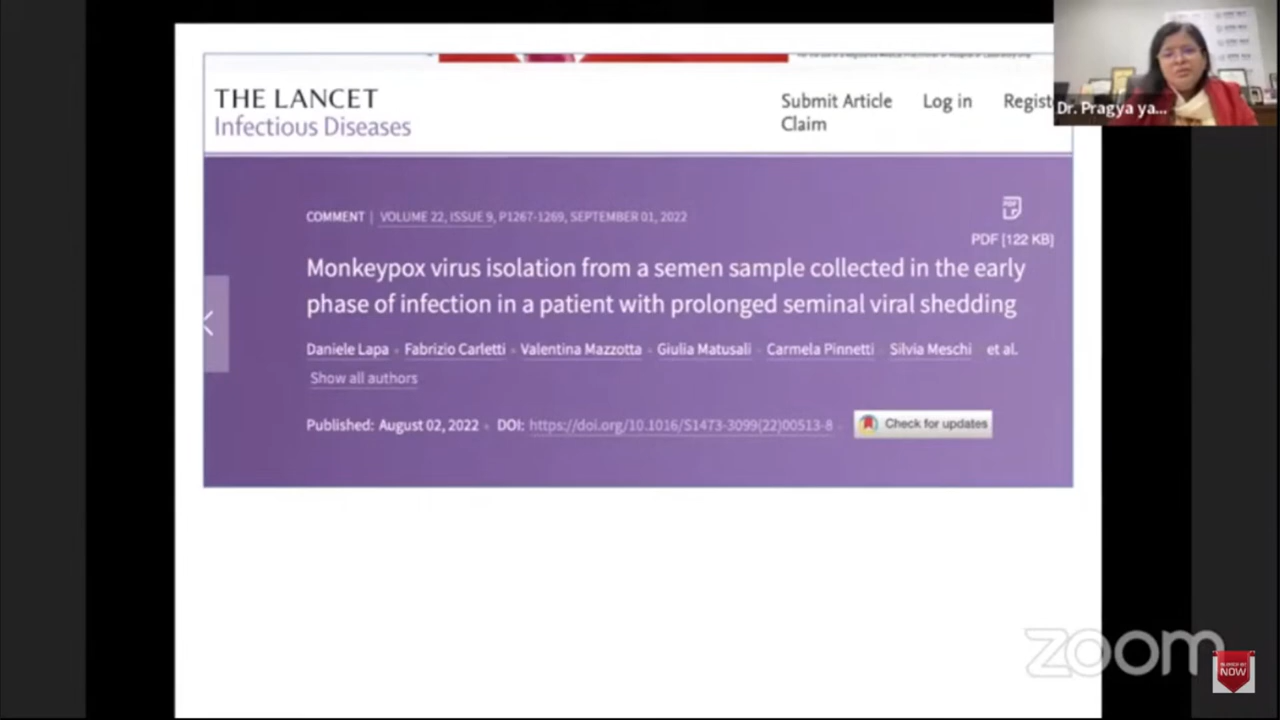 THE LANCET
Infectious Diseases
Submit Article
Claim
Log in
Regist
Dr. Pragya ya...
COMMENT | VOLUME 22, ISSUE 9, P1267-1269, SEPTEMBER 01, 2022
PDF [122 KB]
Monkeypox virus isolation from a semen sample collected in the early
phase of infection in a patient with prolonged seminal viral shedding
Daniele Lapa • Fabrizio Carletti • Valentina Mazzotta • Giulia Matusali • Carmela Pinnetti • Silvia Meschi • et al.
Show all authors
Published: August 02, 2022 • DOI: https://doi.org/10.1016/S1473-3099(22)00513-8 •
Check for updates
zoom
NOW